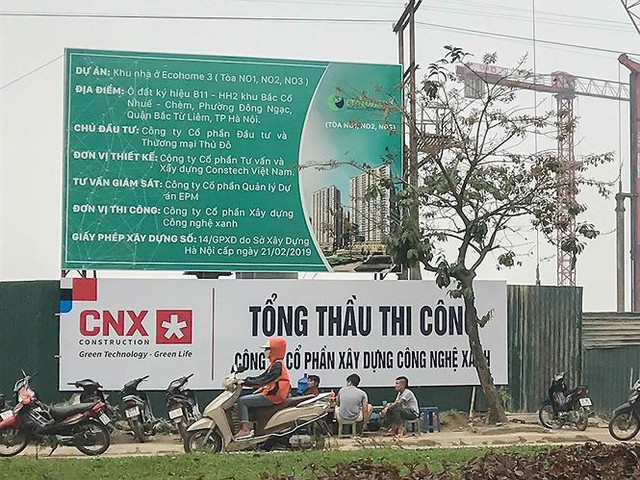 DỰ ÁN: Khu nhà ở Ecohome 3 ( Tòa NO1, NO2, NO3 )
ĐỊA ĐIỂM: Ô đất ký hiệu B11 - HH2 khu Bắc Cổ
Nhuế - Chèm, Phường Đông Ngạc,
Quận Bắc Từ Liêm, TP Hà Nội.
CHỦ ĐẦU TƯ: Công ty Cổ phần Đầu tư và
Thương mại Thủ Đô
ĐƠN VỊ THIẾT KẾ: Công ty Cổ phần Tư vấn và
Xây dựng Constech Việt Nam.
TƯ VẤN GIÁM SÁT: Công ty Cổ phần Quản lý Dự
án EPM
ĐƠN VỊ THI CÔNG: Công ty Cổ phần Xây dựng
Công nghệ xanh
GIẤY PHÉP XÂY DỰNG SỐ: 14/GPXD do Sở Xây Dựng
Hà Nội cấp ngày 21/02/2019
(TÒA NO1, NO2, NO3)
CNX
CONSTRUCTION
Green Technology - Green Life
TỔNG THẦU THI CÔNG
CÔNG TY CỔ PHẦN XÂY DỰNG CÔNG NGHỆ XANH